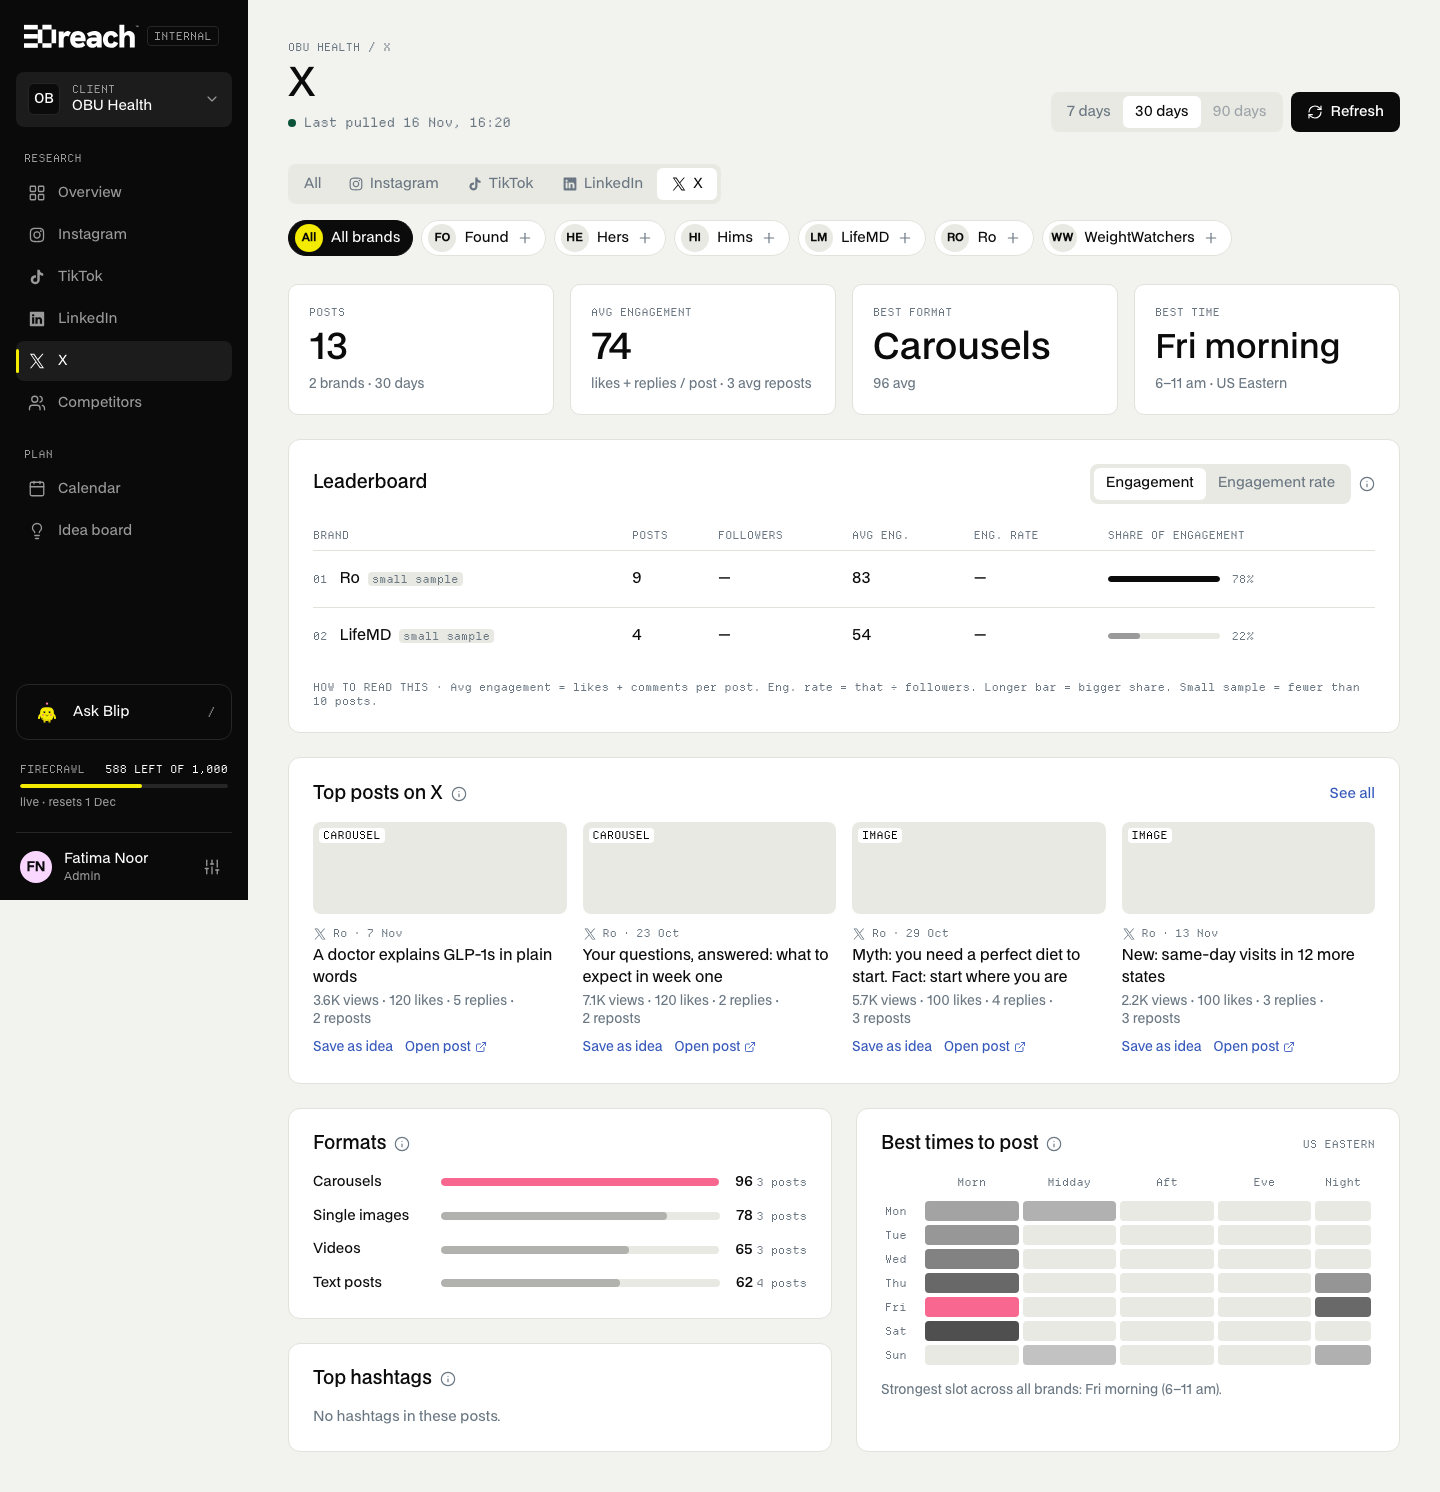 reach
INTERNAL
OB
CLIENT
OBU Health
RESEARCH
Overview
Instagram
TikTok
LinkedIn
X
Competitors
PLAN
Calendar
Idea board
Ask Blip
/
FIRECRAWL 588 LEFT OF 1,000
live · resets 1 Dec
FN
Fatima Noor
Admin
OBU HEALTH / X
X
Last pulled 16 Nov, 16:20
7 days 30 days 90 days
Refresh
All Instagram TikTok LinkedIn X
All All brands FO Found HE Hers HI Hims LM LifeMD RO Ro WW WeightWatchers
POSTS
13
2 brands · 30 days
AVG ENGAGEMENT
74
likes + replies / post · 3 avg reposts
BEST FORMAT
Carousels
96 avg
BEST TIME
Fri morning
6–11 am · US Eastern
Leaderboard
Engagement Engagement rate
BRAND POSTS FOLLOWERS AVG ENG. ENG. RATE SHARE OF ENGAGEMENT
01 Ro small sample 9 — 83 — 78%
02 LifeMD small sample 4 — 54 — 22%
HOW TO READ THIS · Avg engagement = likes + comments per post. Eng. rate = that ÷ followers. Longer bar = bigger share. Small sample = fewer than
10 posts.
Top posts on X
See all
CAROUSEL
Ro · 7 Nov
A doctor explains GLP-1s in plain
words
3.6K views · 120 likes · 5 replies ·
2 reposts
Save as idea Open post
CAROUSEL
Ro · 23 Oct
Your questions, answered: what to
expect in week one
7.1K views · 120 likes · 2 replies ·
2 reposts
Save as idea Open post
IMAGE
Ro · 29 Oct
Myth: you need a perfect diet to
start. Fact: start where you are
5.7K views · 100 likes · 4 replies ·
3 reposts
Save as idea Open post
IMAGE
Ro · 13 Nov
New: same-day visits in 12 more
states
2.2K views · 100 likes · 3 replies ·
3 reposts
Save as idea Open post
Formats
Carousels 96 3 posts
Single images 78 3 posts
Videos 65 3 posts
Text posts 62 4 posts
Top hashtags
No hashtags in these posts.
Best times to post
US EASTERN
Morn Midday Aft Eve Night
Mon
Tue
Wed
Thu
Fri
Sat
Sun
Strongest slot across all brands: Fri morning (6–11 am).